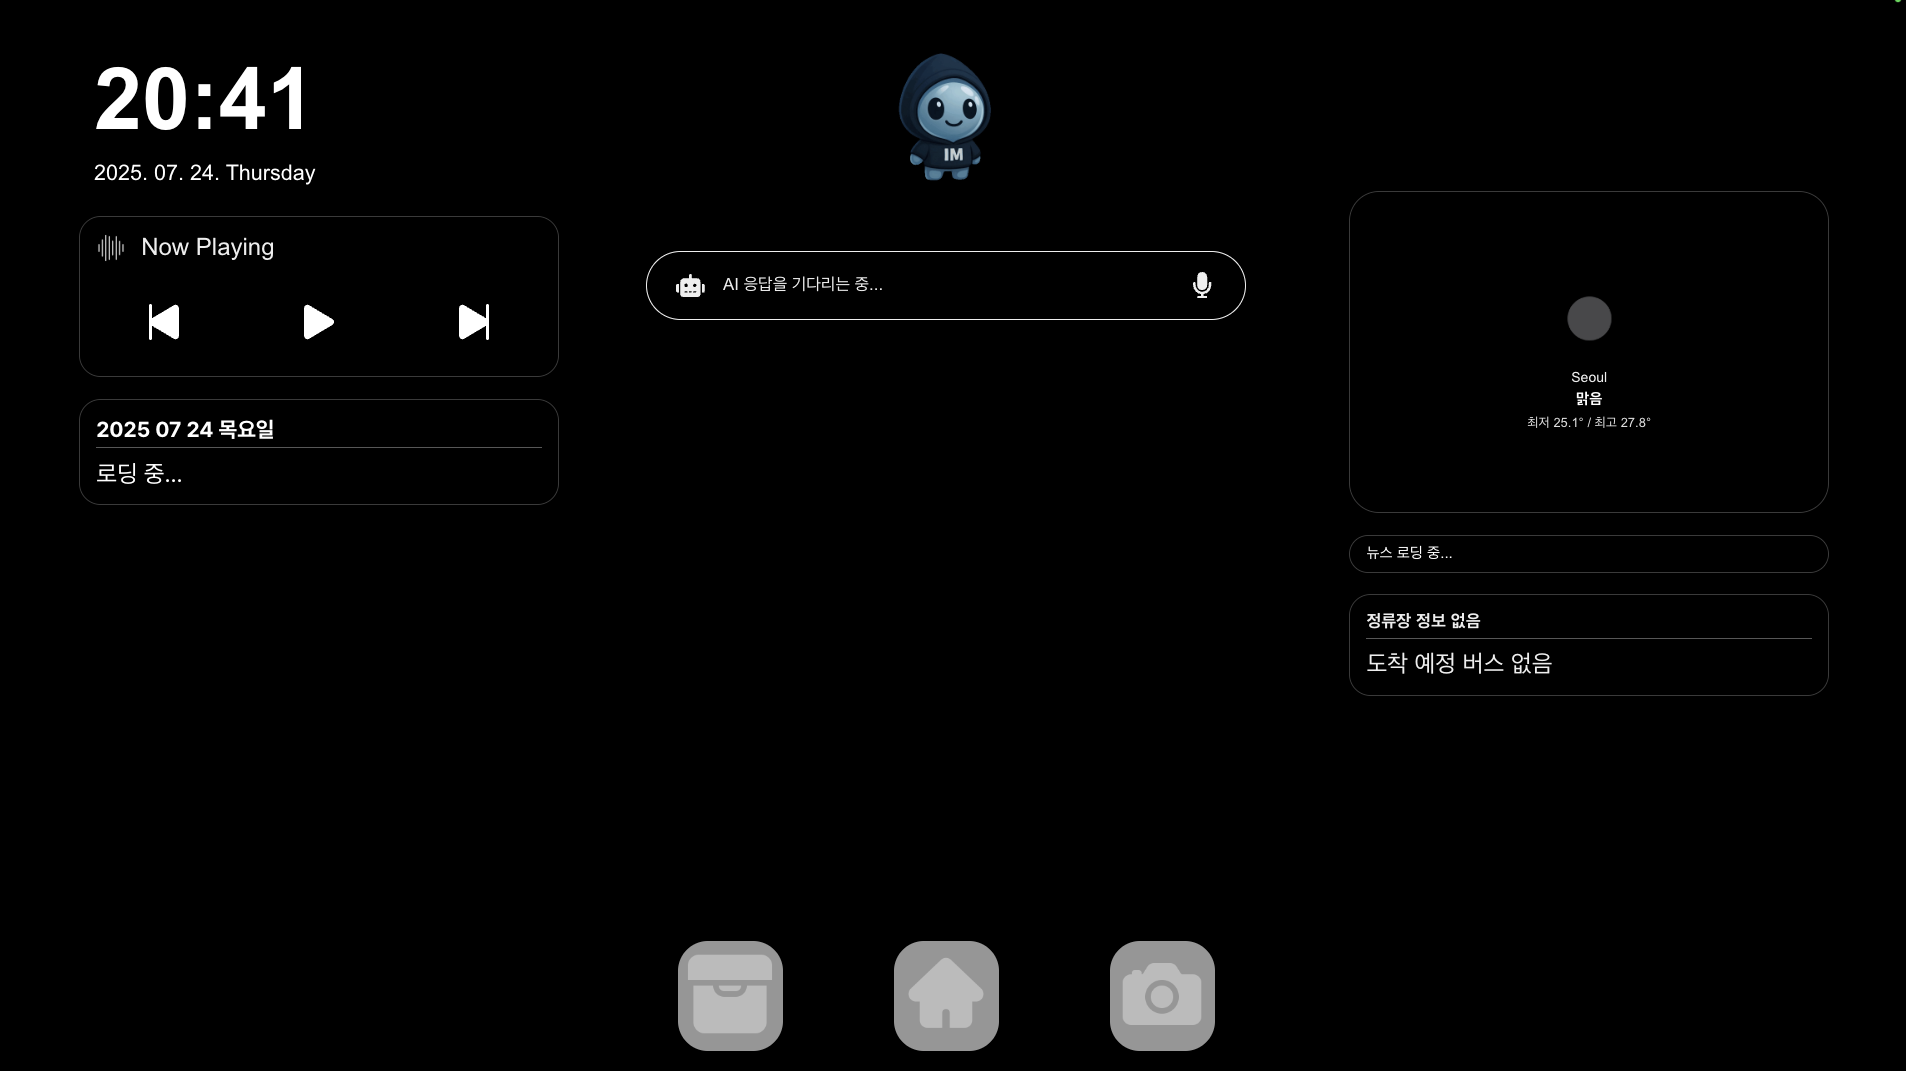 20:41
2025. 07. 24. Thursday
Now Playing
2025 07 24 목요일
로딩 중...
IM
AI 응답을 기다리는 중...
Seoul
맑음
최저 25.1° / 최고 27.8°
뉴스 로딩 중...
정류장 정보 없음
도착 예정 버스 없음